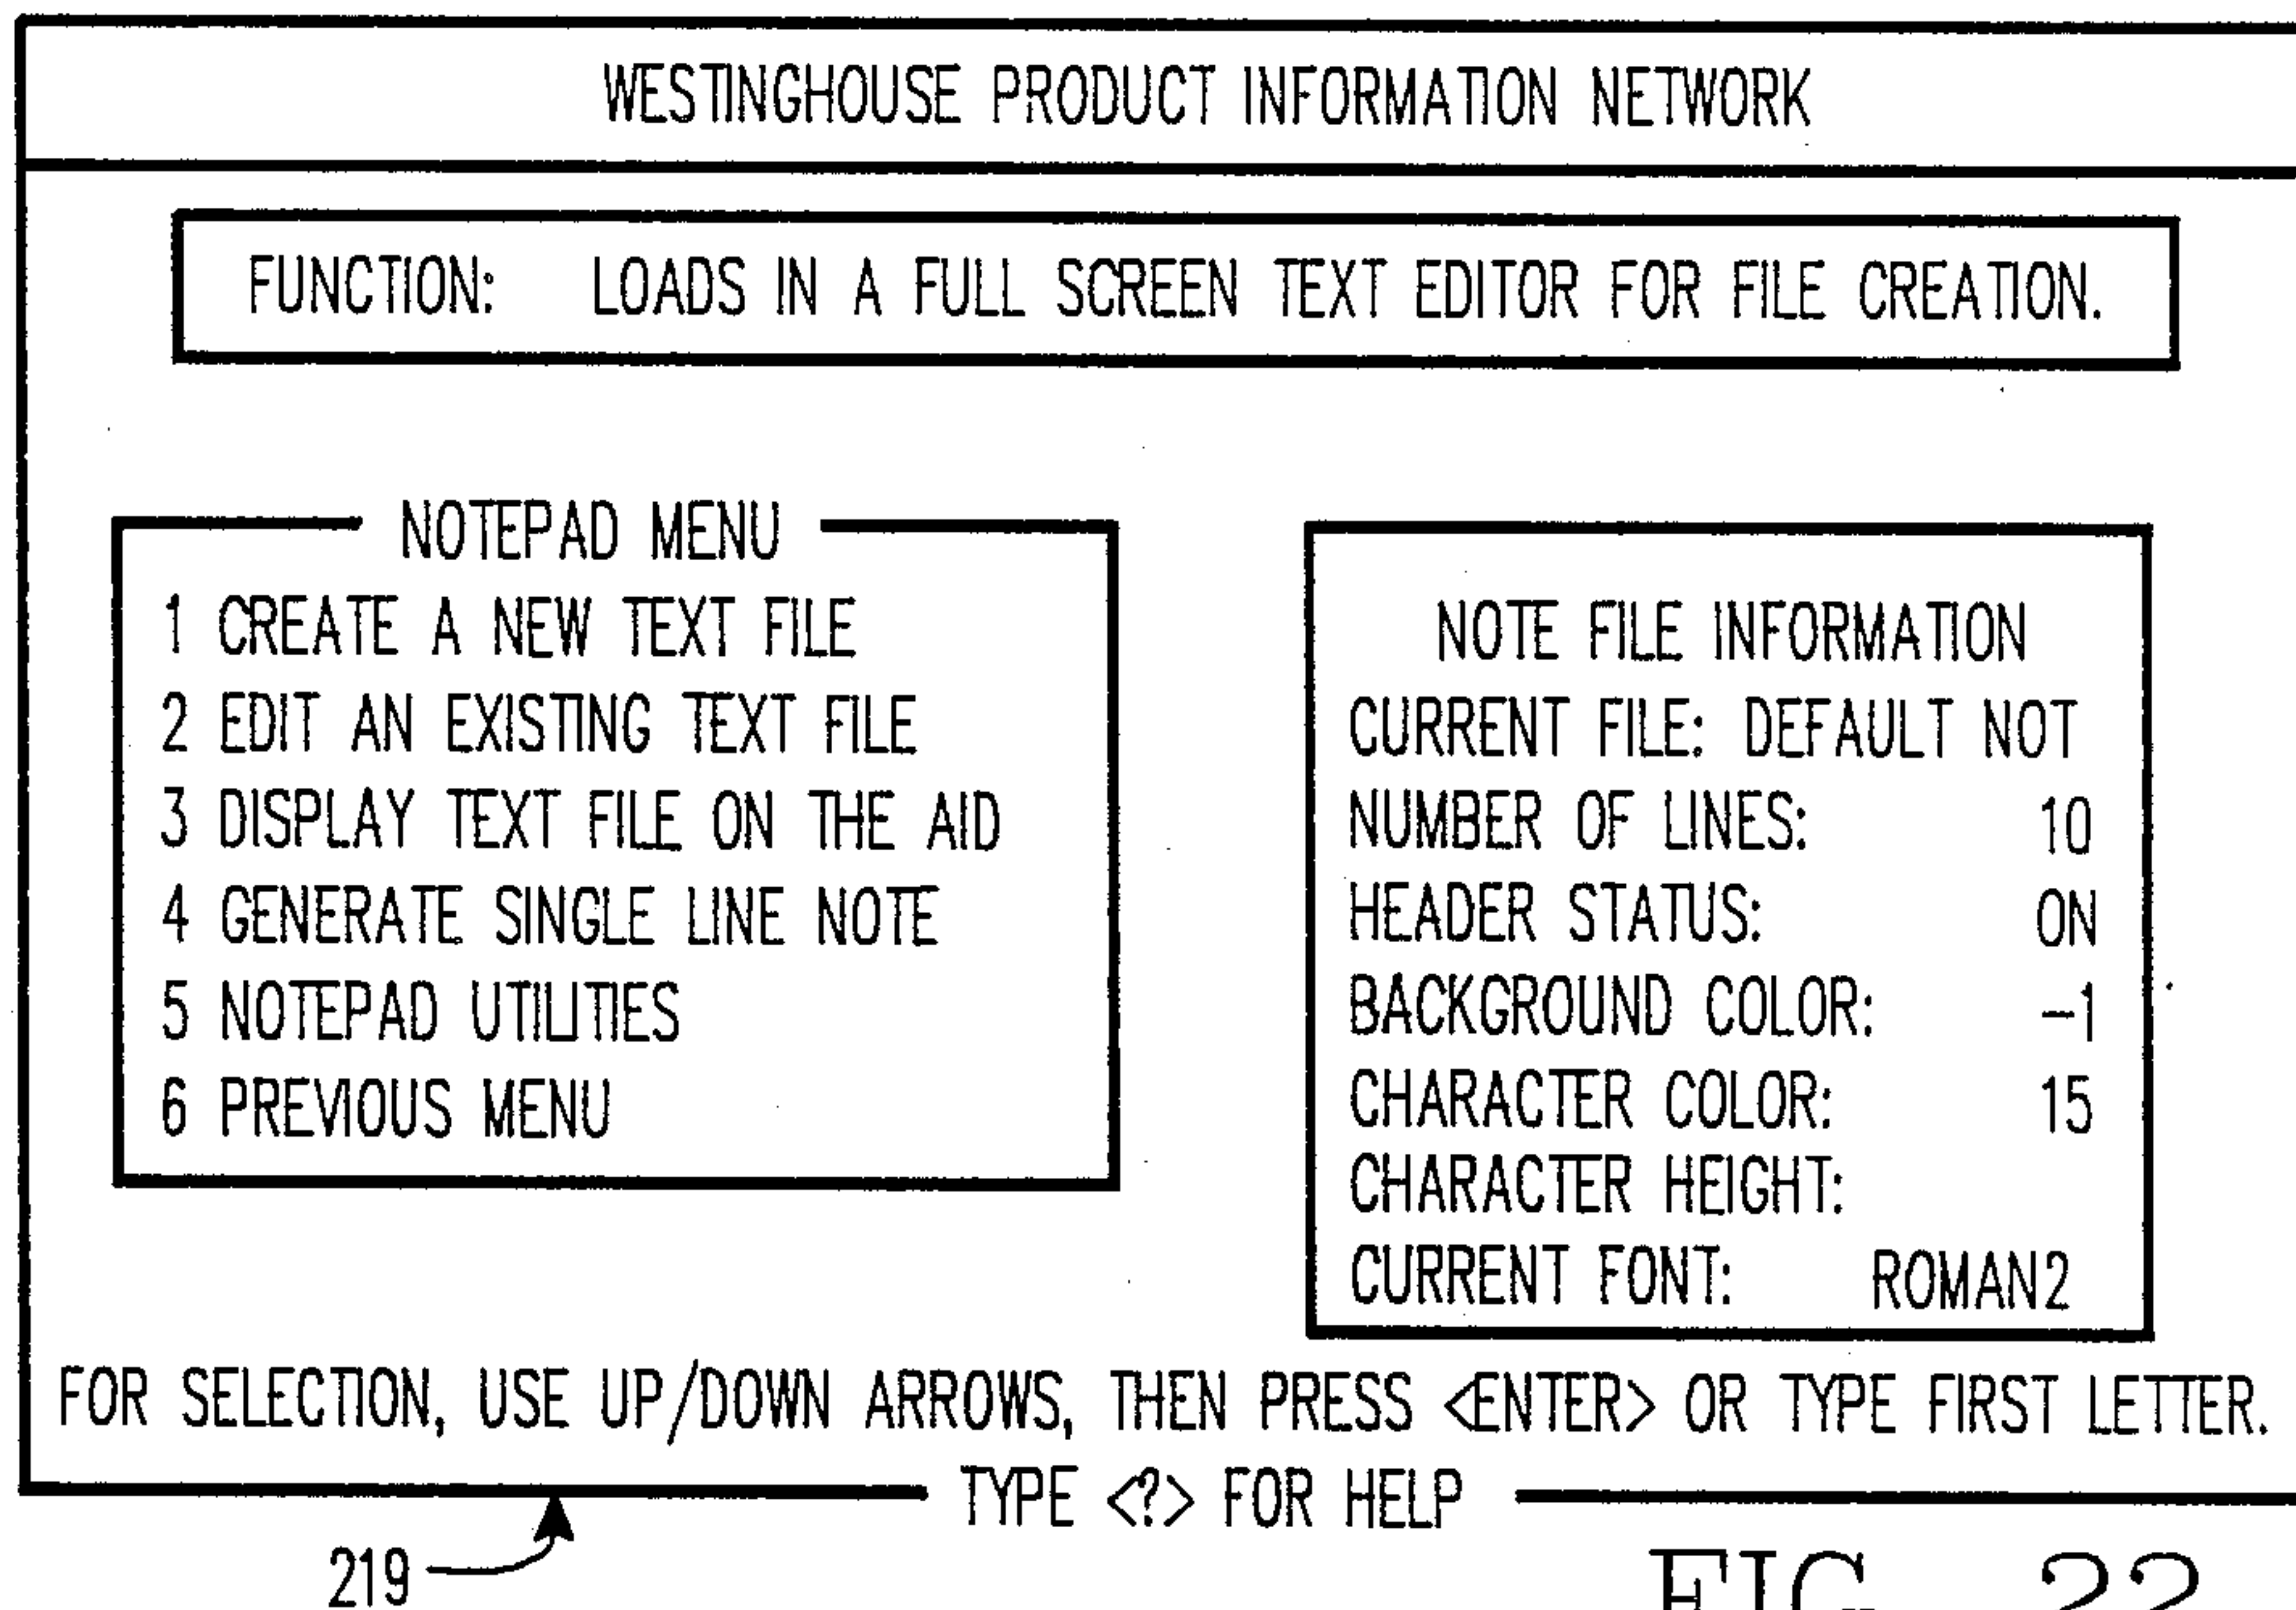 WESTINGHOUSE PRODUCT INFORMATION NETWORK
FUNCTION: LOADS IN A FULL SCREEN TEXT EDITOR FOR FILE CREATION.
NOTEPAD MENU
1 CREATE A NEW TEXT FILE
2 EDIT AN EXISTING TEXT FILE
3 DISPLAY TEXT FILE ON THE AID
4 GENERATE SINGLE LINE NOTE
5 NOTEPAD UTILITIES
6 PREVIOUS MENU
NOTE FILE INFORMATION
CURRENT FILE: DEFAULT NOT
NUMBER OF LINES: 10
HEADER STATUS: ON
BACKGROUND COLOR: -1
CHARACTER COLOR: 15
CHARACTER HEIGHT:
CURRENT FONT: ROMAN2
FOR SELECTION, USE UP/DOWN ARROWS, THEN PRESS <ENTER> OR TYPE FIRST LETTER.
TYPE <?> FOR HELP
219
FIG. 22